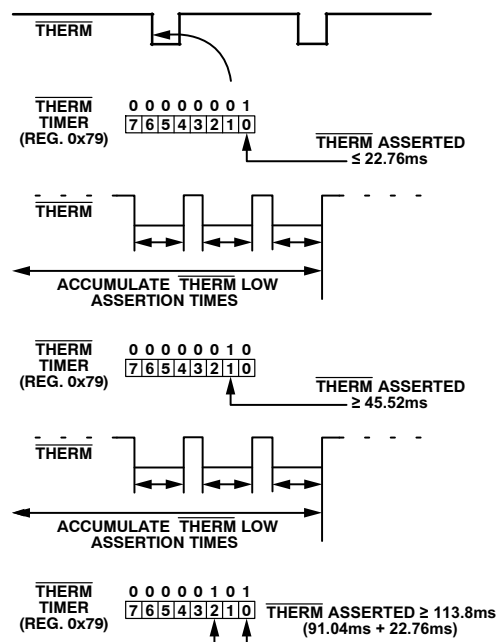 THERM
THERM
TIMER
(REG. 0x79)
0 0 0 0 0 0 0 1
7 6 5 4 3 2 1 0
THERM ASSERTED
≤ 22.76ms
THERM
ACCUMULATE THERM LOW
ASSERTION TIMES
THERM
TIMER
(REG. 0x79)
0 0 0 0 0 0 1 0
7 6 5 4 3 2 1 0
THERM ASSERTED
≥ 45.52ms
THERM
ACCUMULATE THERM LOW
ASSERTION TIMES
THERM
TIMER
(REG. 0x79)
0 0 0 0 0 1 0 1
7 6 5 4 3 2 1 0
THERM ASSERTED ≥ 113.8ms
(91.04ms + 22.76ms)